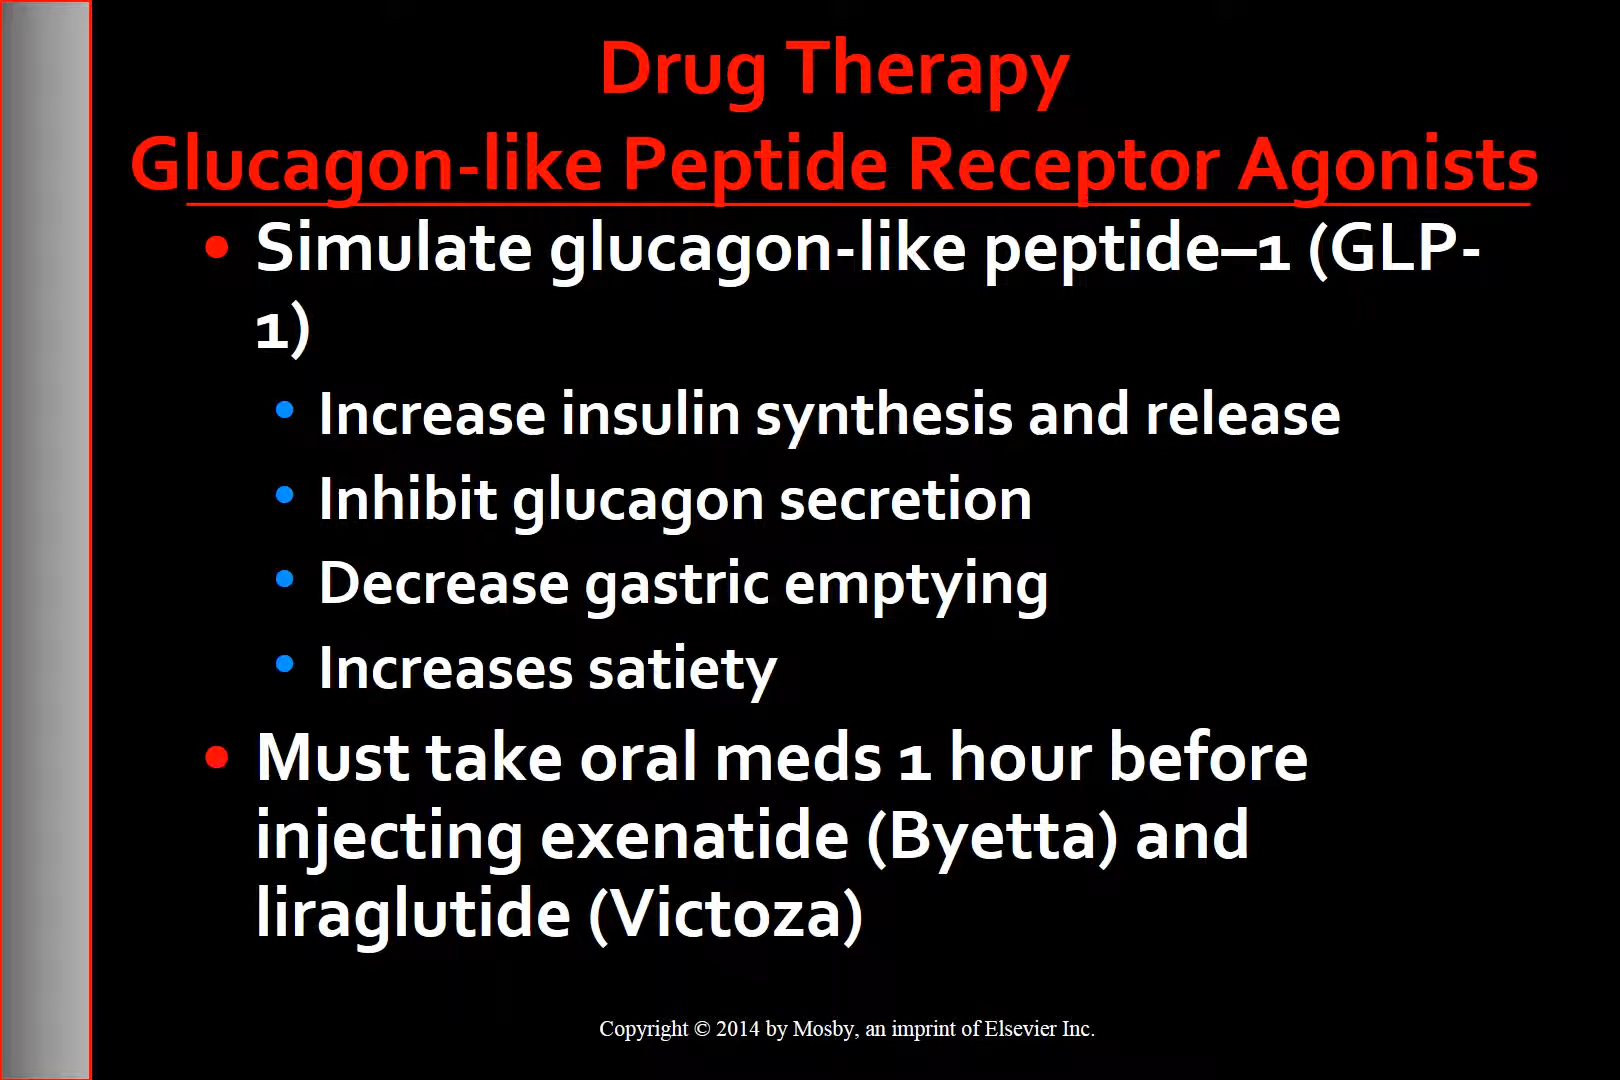 Drug Therapy
Glucagon-like Peptide Receptor Agonists
• Simulate glucagon-like peptide–1 (GLP-
1)
• Increase insulin synthesis and release
• Inhibit glucagon secretion
• Decrease gastric emptying
• Increases satiety
• Must take oral meds 1 hour before
injecting exenatide (Byetta) and
liraglutide (Victoza)
Copyright © 2014 by Mosby, an imprint of Elsevier Inc.